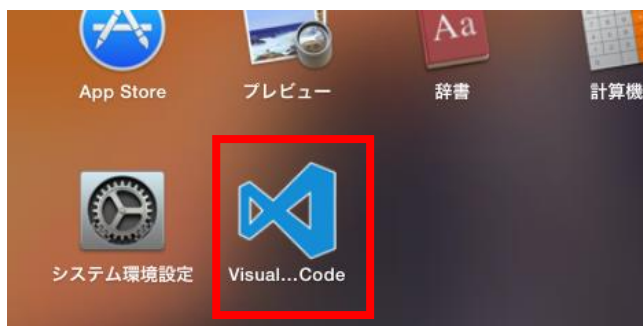 App Store
プレビュー
Aa
辞書
計算機
システム環境設定
Visual...Code